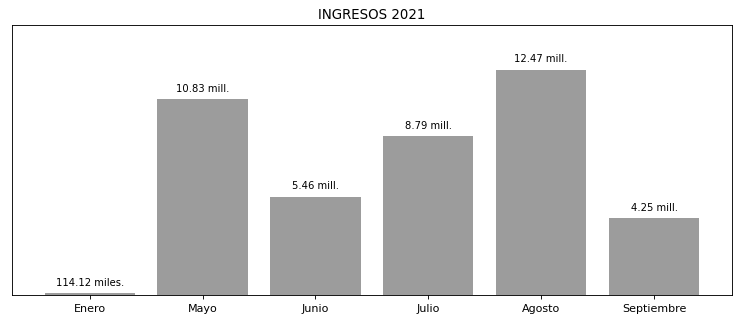 INGRESOS 2021
12.47 mill.
10.83 mill.
8.79 mill.
5.46 mill.
4.25 mill.
114.12 miles.
Enero Mayo Junio Julio Agosto Septiembre